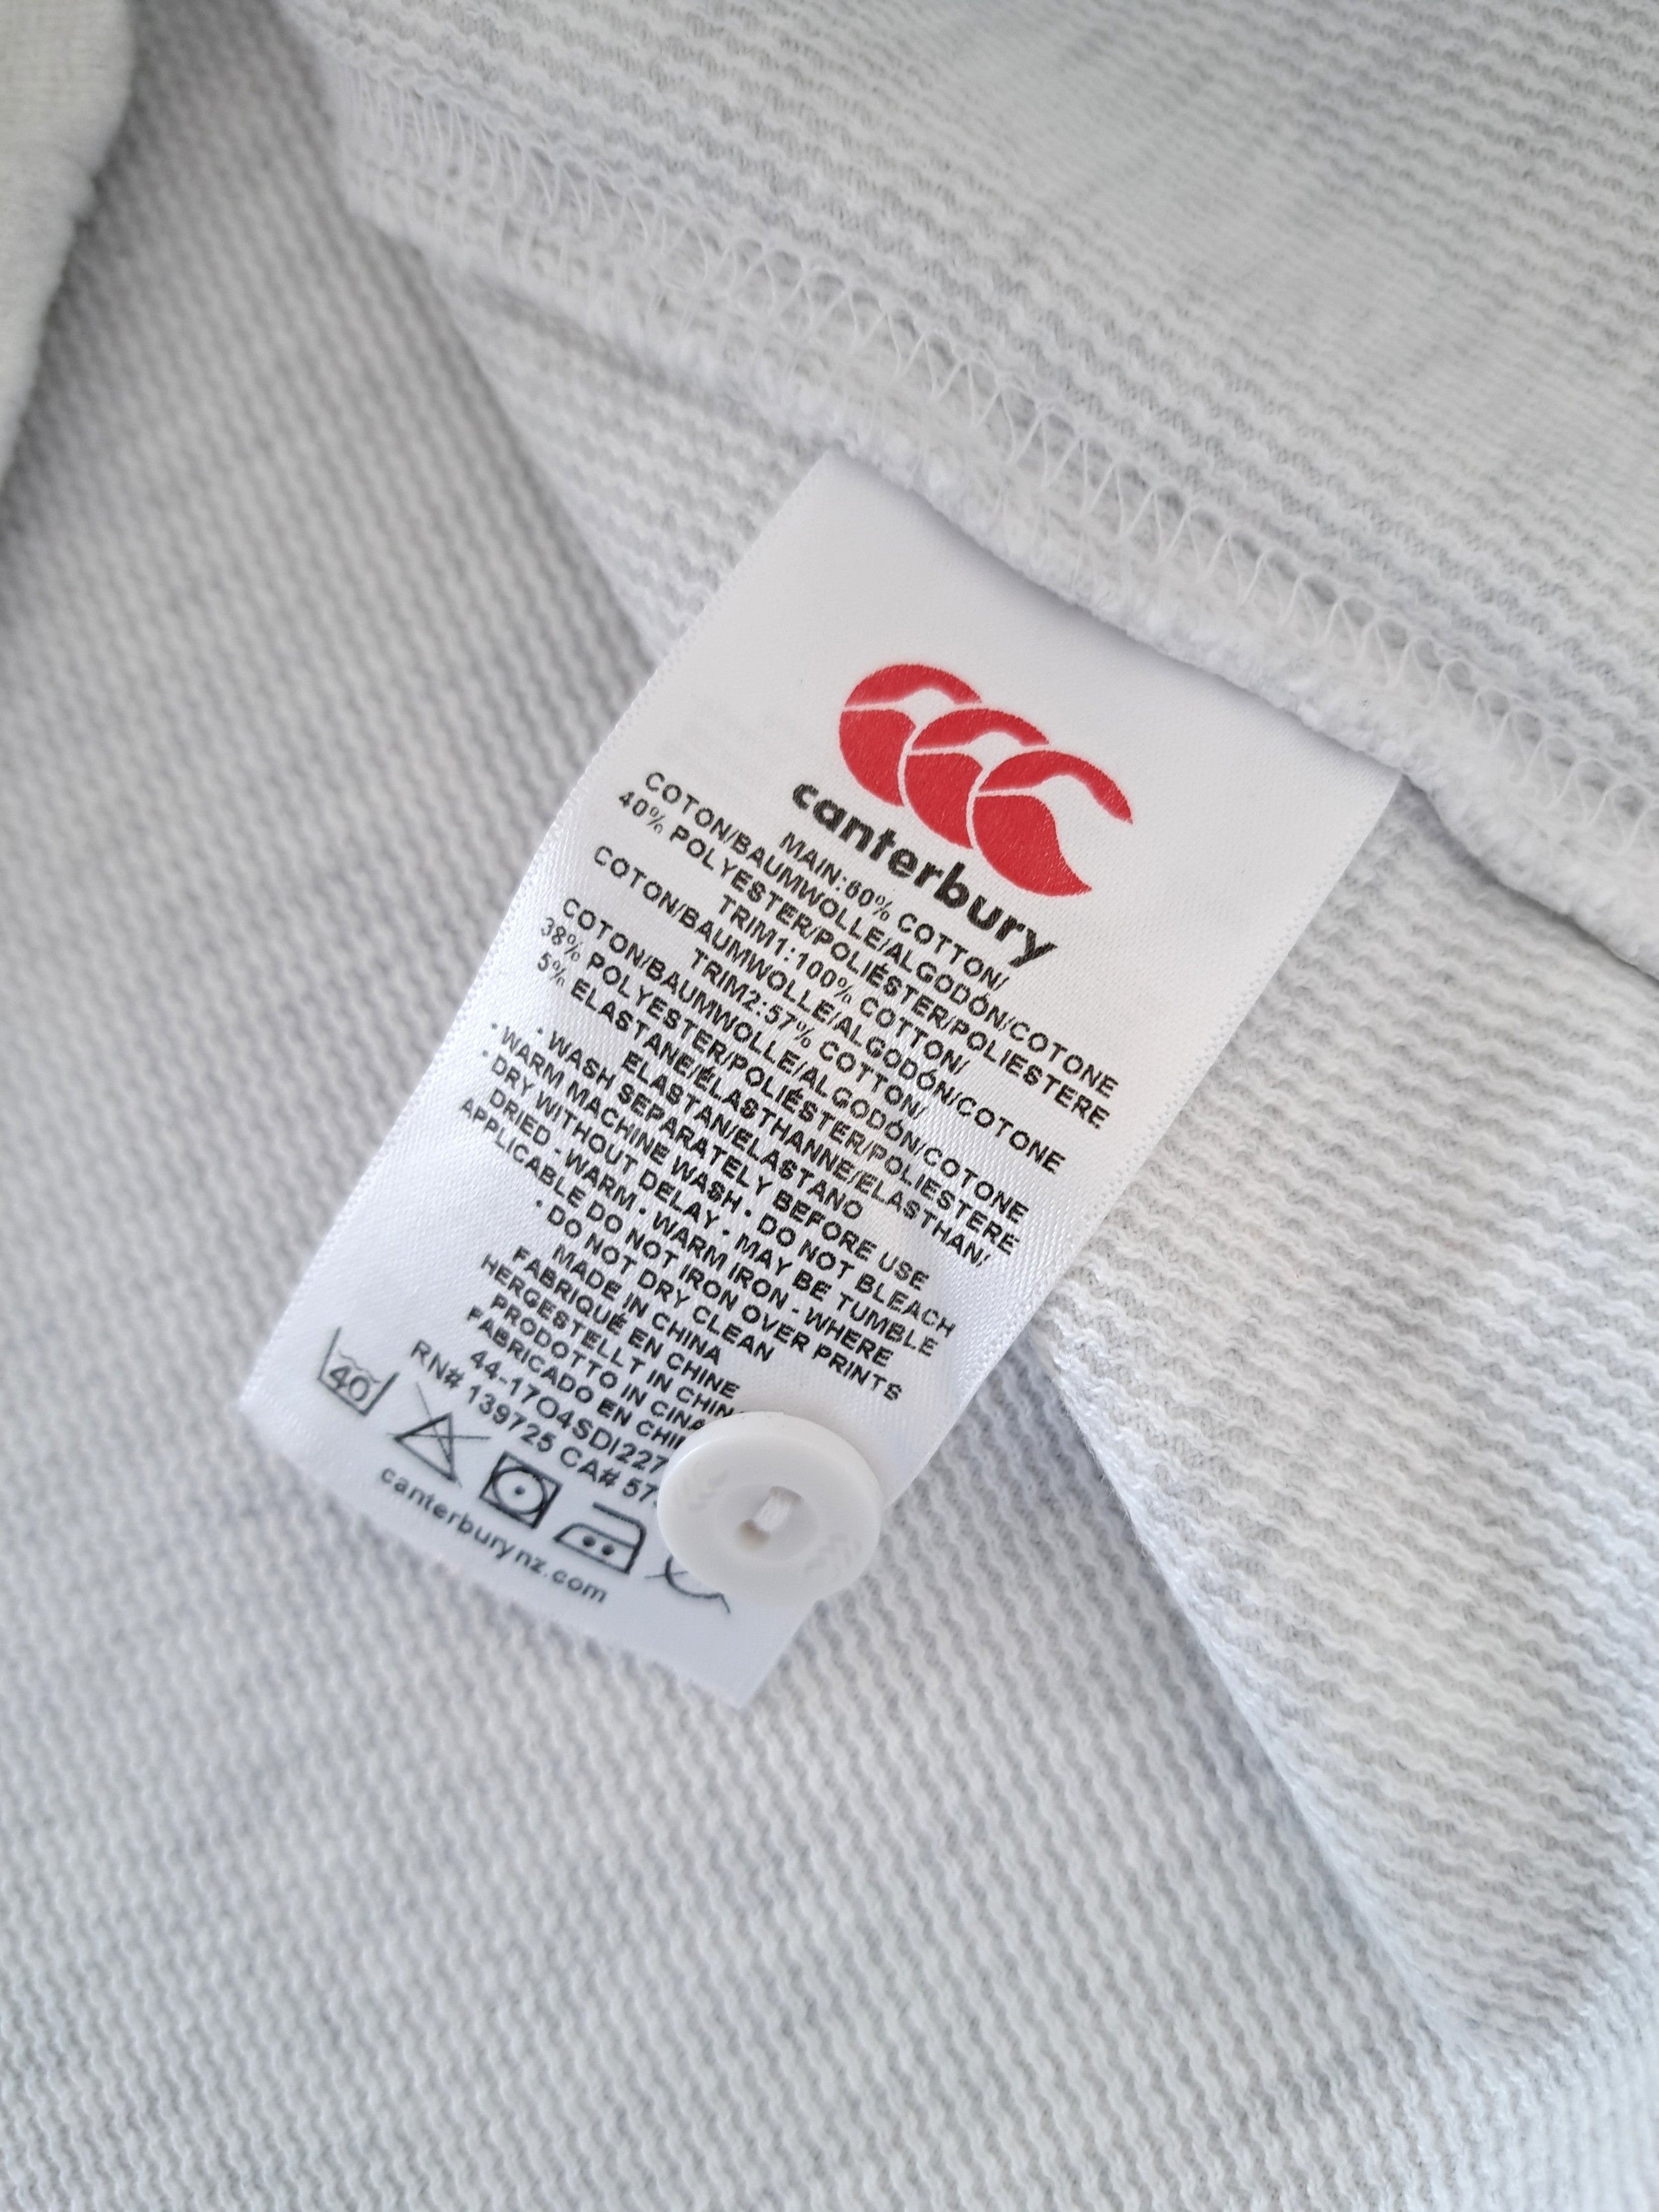 canterbury
MAIN:60% COTTON/
COTON/BAUMWOLLE/ALGODÓN/COTONE
40% POLYESTER/POLIÉSTER/POLIESTERE
TRIM1:100% COTTON/
COTON/BAUMWOLLE/ALGODÓN/COTONE
TRIM2:57% COTTON/
COTON/BAUMWOLLE/ALGODÓN/COTONE
38% POLYESTER/POLIÉSTER/POLIESTERE
5% ELASTANE/ÉLASTHANNE/ELASTHAN/
ELASTAN/ELASTANO
• WASH SEPARATELY BEFORE USE
• WARM MACHINE WASH • DO NOT BLEACH
• DRY WITHOUT DELAY • MAY BE TUMBLE
DRIED - WARM • WARM IRON - WHERE
APPLICABLE DO NOT IRON OVER PRINTS
• DO NOT DRY CLEAN
MADE IN CHINA
FABRIQUÉ EN CHINE
HERGESTELLT IN
PRODOTTO IN CINA
FABRICADO EN
44-17O4SDI227
RN# 139725 CA#
40
canterburynz.com